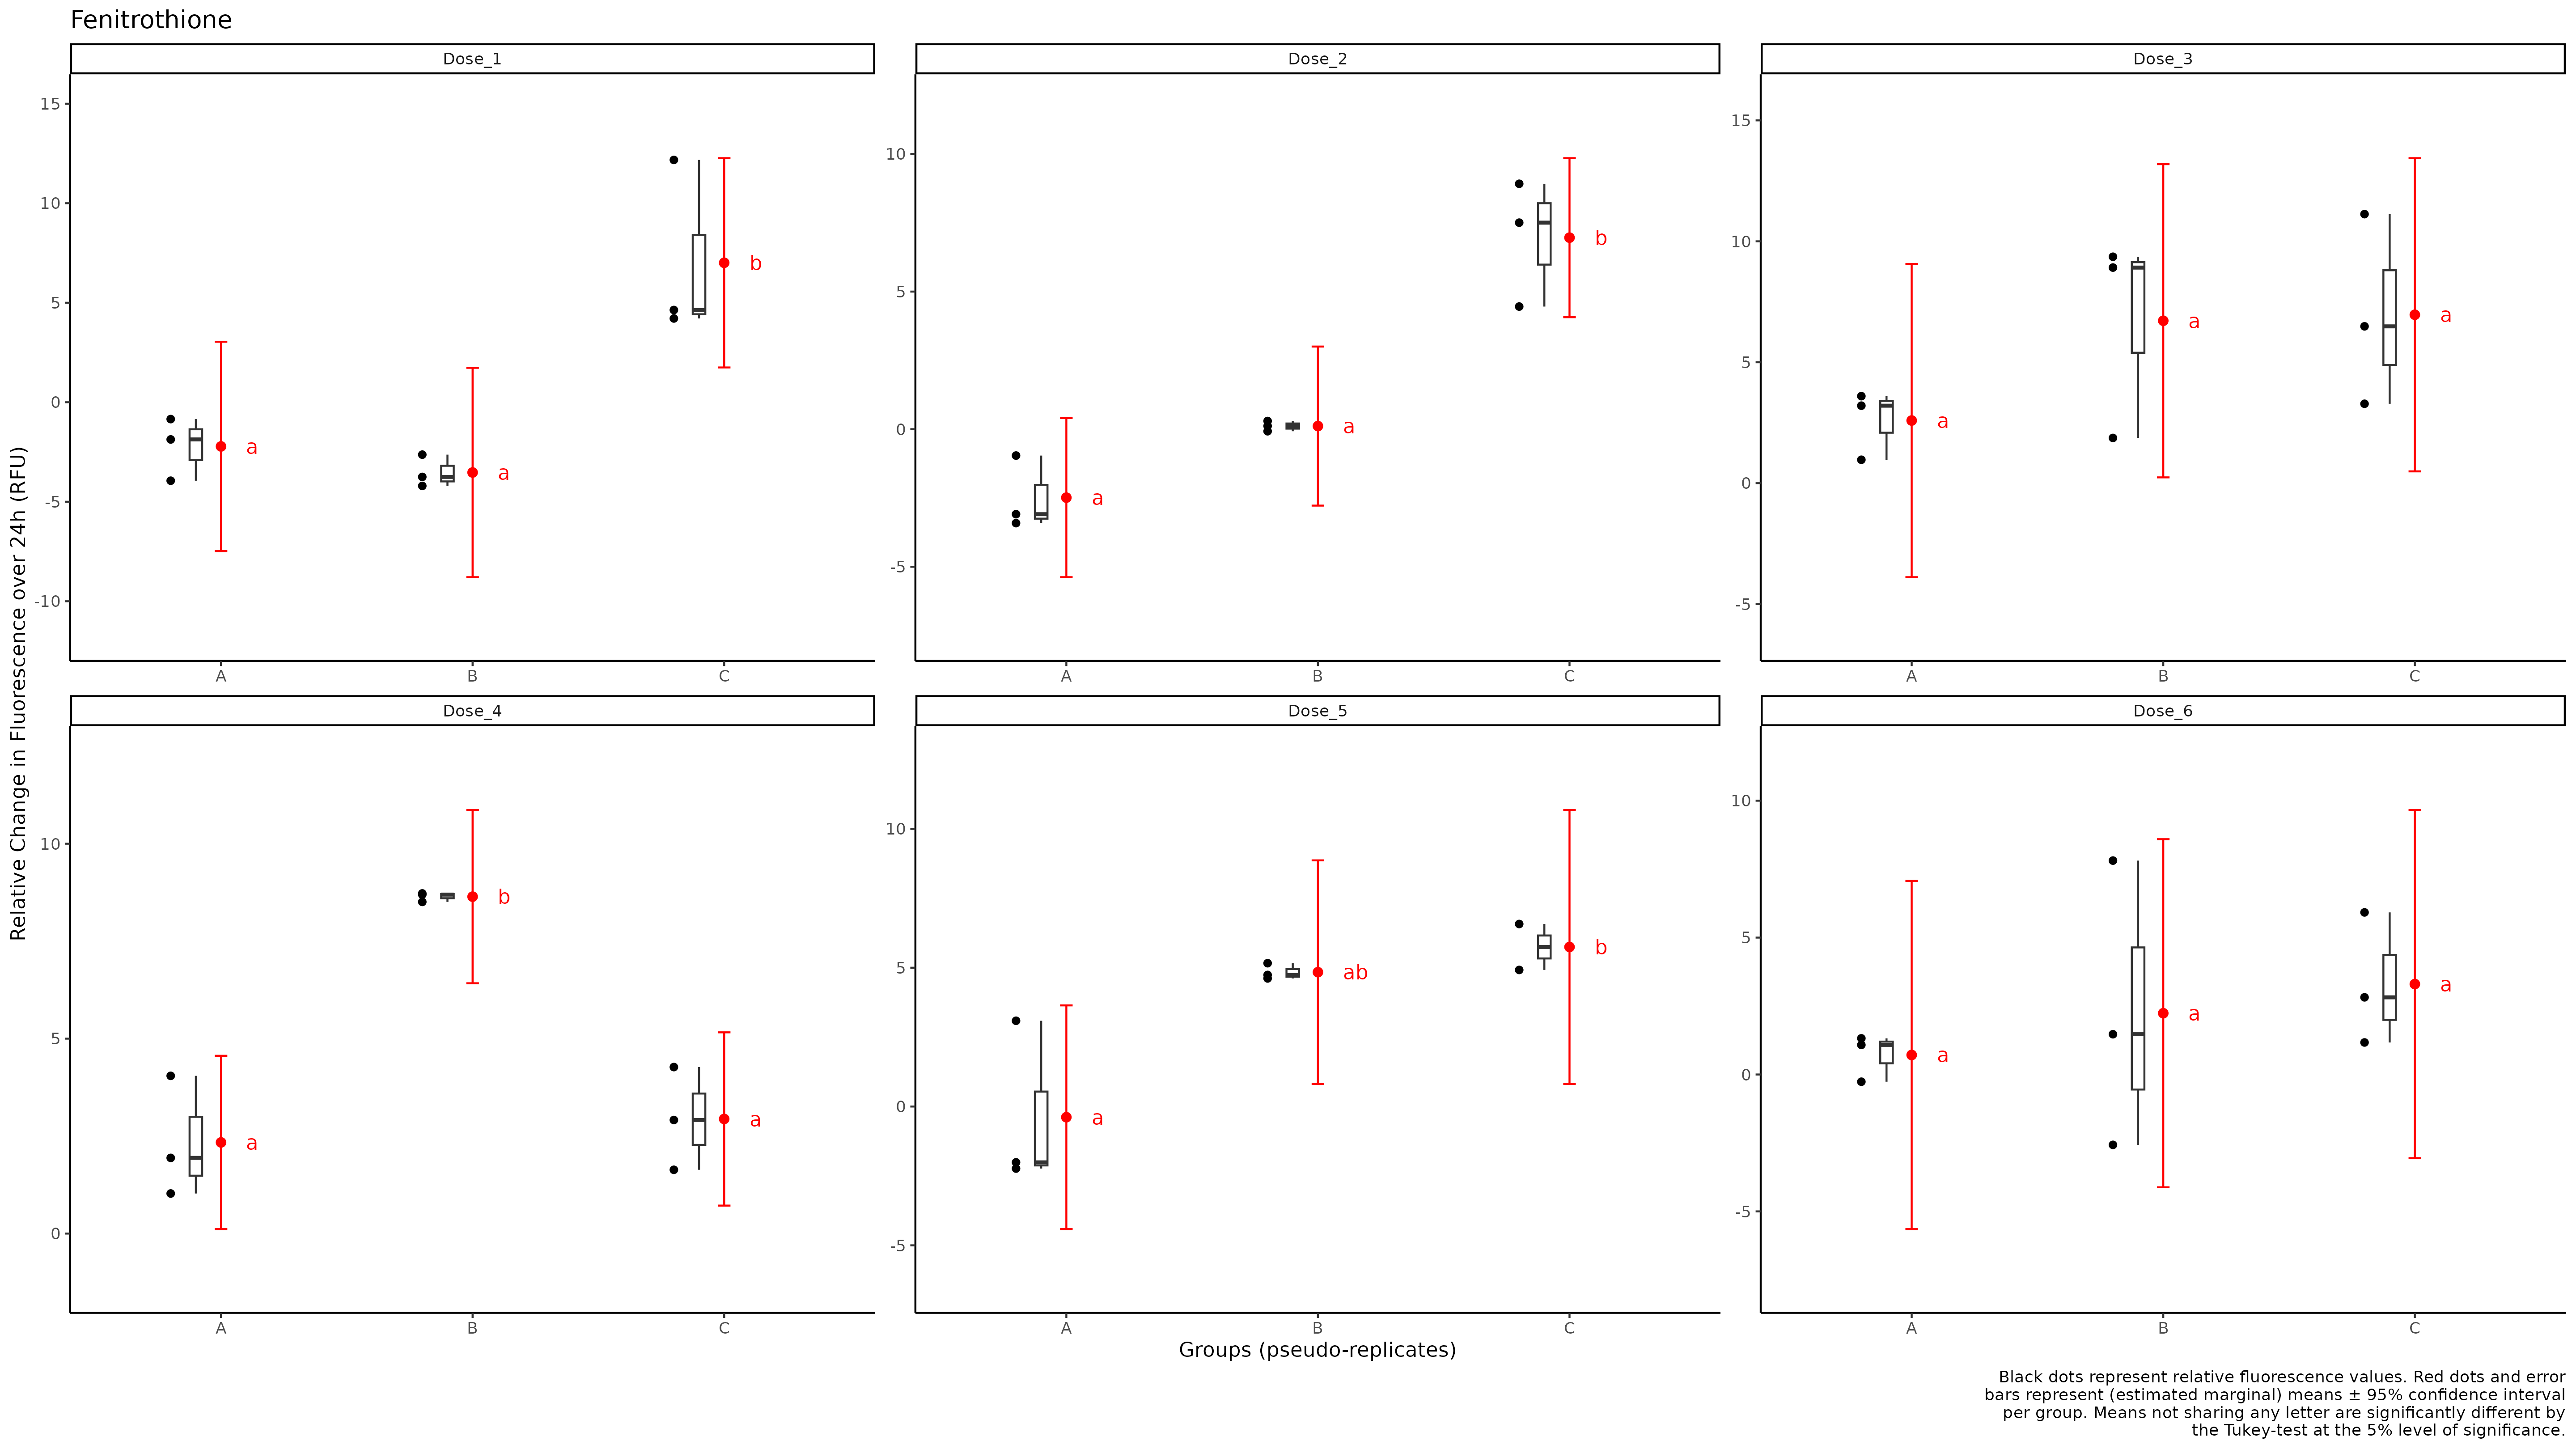 Fenitrothione
Relative Change in Fluorescence over 24h (RFU)
Dose_1
15
10
5
0
-5
-10
a
a
b
A
B
C
Dose_2
10
5
0
-5
a
a
b
A
B
C
Dose_3
15
10
5
0
-5
a
a
a
A
B
C
Dose_4
10
5
0
a
b
a
A
B
C
Dose_5
10
5
0
-5
a
ab
b
A
B
C
Dose_6
10
5
0
-5
a
a
a
A
B
C
Groups (pseudo-replicates)
Black dots represent relative fluorescence values. Red dots and error
bars represent (estimated marginal) means ± 95% confidence interval
per group. Means not sharing any letter are significantly different by
the Tukey-test at the 5% level of significance.